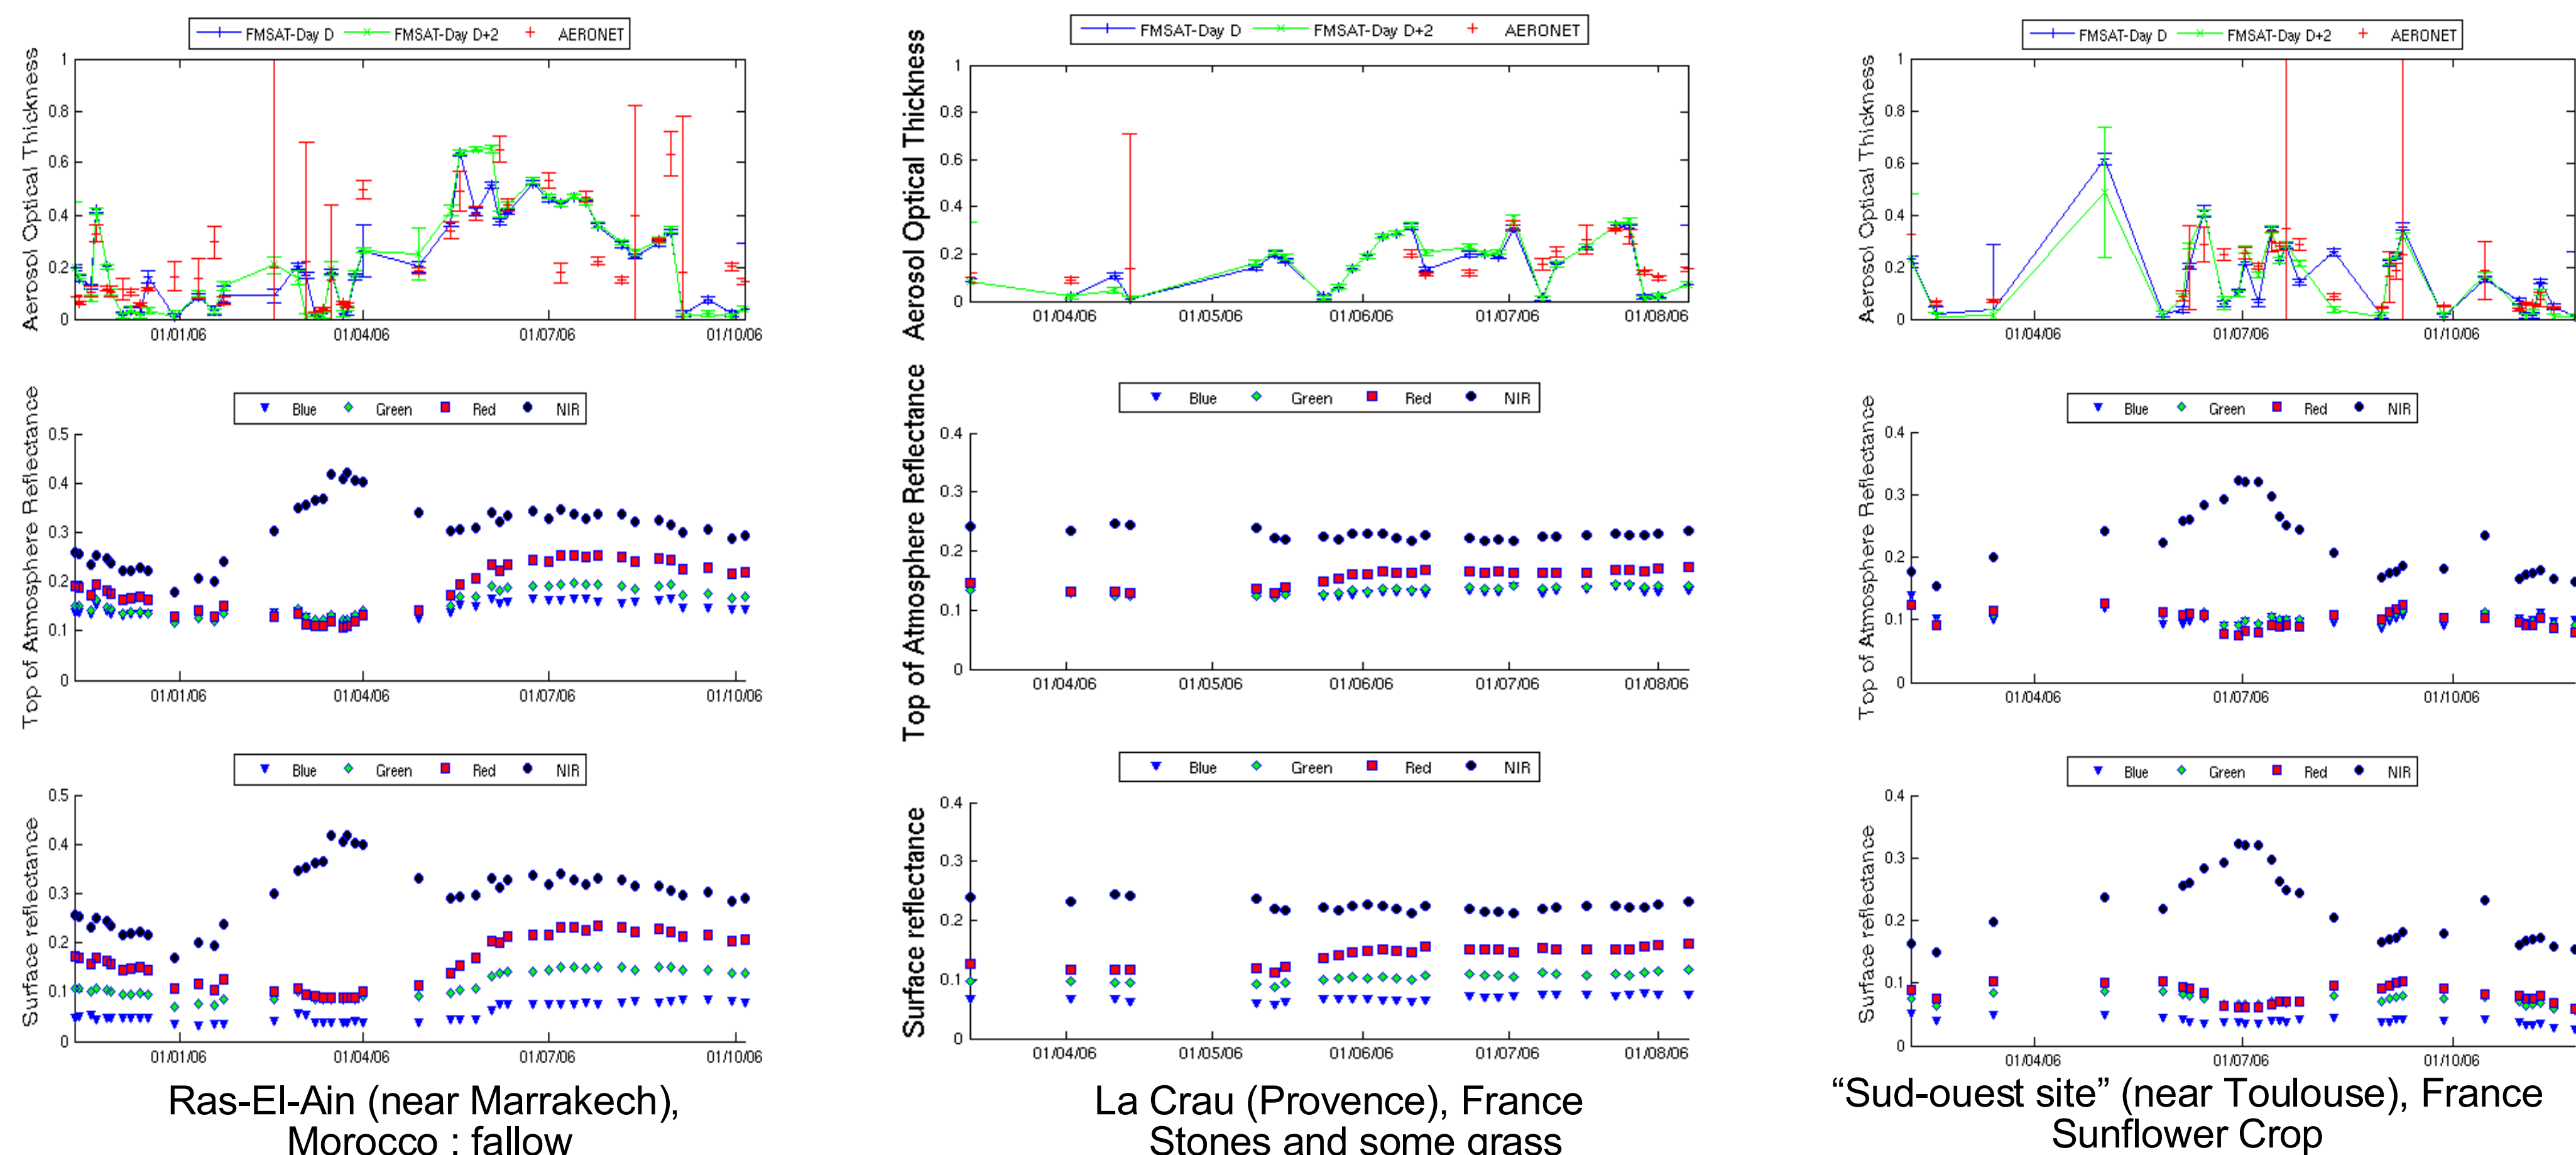 FMSAT-Day D FMSAT-Day D+2 AERONET
Aerosol Optical Thickness
1
0.8
0.6
0.4
0.2
0
01/01/06 01/04/06 01/07/06 01/10/06
Blue Green Red NIR
Top of Atmosphere Reflectance
0.5
0.4
0.3
0.2
0.1
0
01/01/06 01/04/06 01/07/06 01/10/06
Blue Green Red NIR
Surface reflectance
0.5
0.4
0.3
0.2
0.1
0
01/01/06 01/04/06 01/07/06 01/10/06
Ras-El-Ain (near Marrakech),
Morocco : fallow
FMSAT-Day D FMSAT-Day D+2 AERONET
Aerosol Optical Thickness
1
0.8
0.6
0.4
0.2
0
01/04/06 01/05/06 01/06/06 01/07/06 01/08/06
Blue Green Red NIR
Top of Atmosphere Reflectance
0.4
0.3
0.2
0.1
0
01/04/06 01/05/06 01/06/06 01/07/06 01/08/06
Blue Green Red NIR
Surface reflectance
0.4
0.3
0.2
0.1
0
01/04/06 01/05/06 01/06/06 01/07/06 01/08/06
La Crau (Provence), France
Stones and some grass
FMSAT-Day D FMSAT-Day D+2 AERONET
Aerosol Optical Thickness
1
0.8
0.6
0.4
0.2
0
01/04/06 01/07/06 01/10/06
Blue Green Red NIR
Top of Atmosphere Reflectance
0.4
0.3
0.2
0.1
0
01/04/06 01/07/06 01/10/06
Blue Green Red NIR
Surface reflectance
0.4
0.3
0.2
0.1
0
01/04/06 01/07/06 01/10/06
“Sud-ouest site” (near Toulouse), France
Sunflower Crop